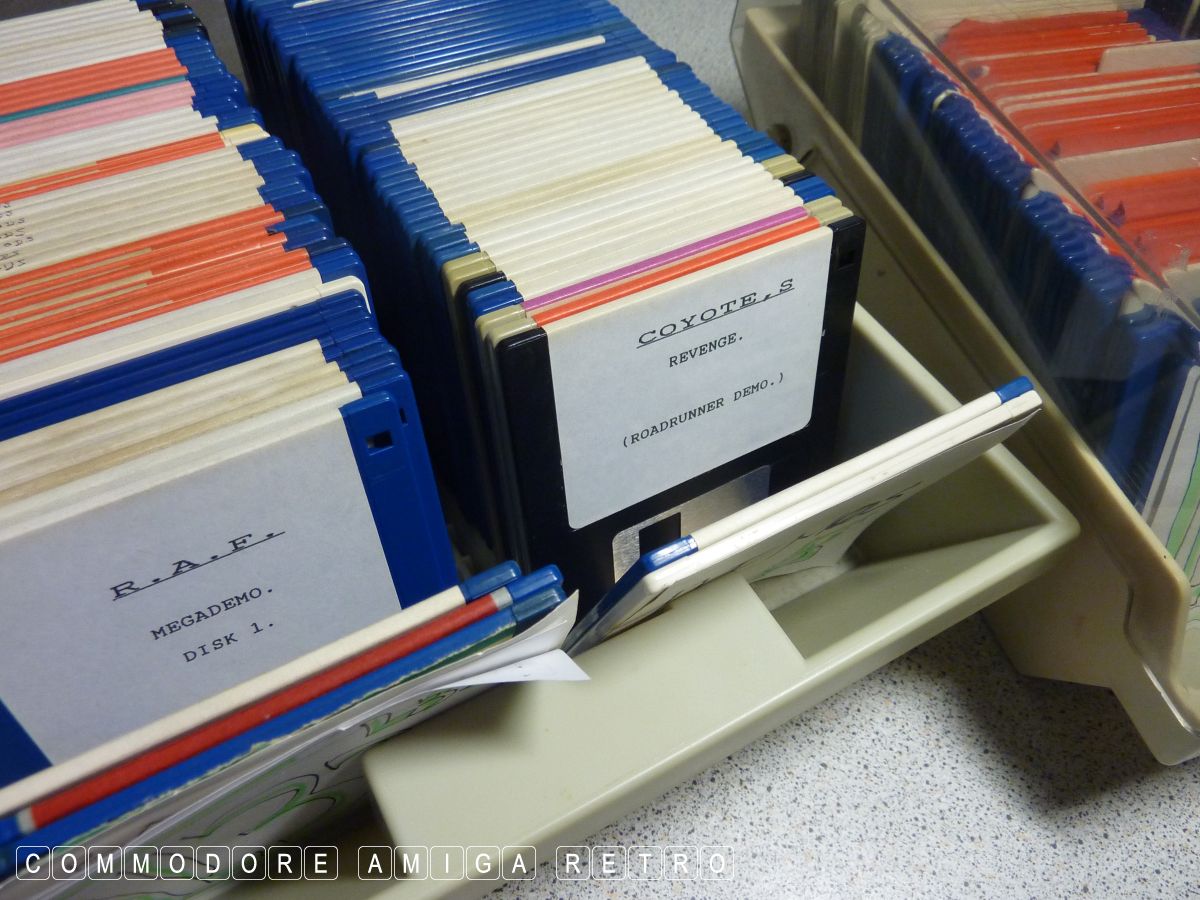 COYOTE,S
REVENGE.
(ROADRUNNER DEMO.)
R.A.F.
MEGADEMO.
DISK 1.
COMMODORE AMIGA RETRO